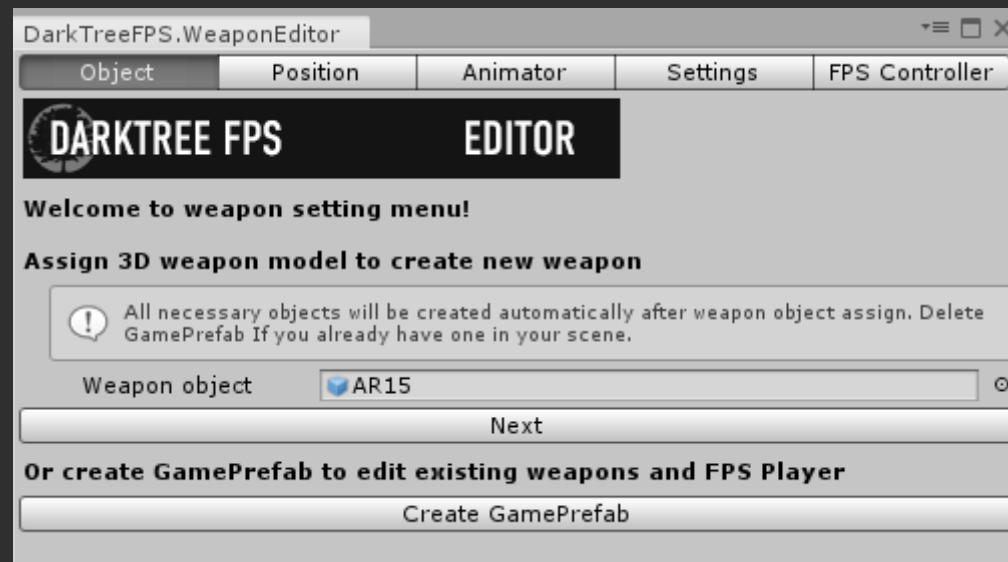 DarkTreeFPS.WeaponEditor
Object Position Animator Settings FPS Controller
DARKTREE FPS EDITOR
Welcome to weapon setting menu!
Assign 3D weapon model to create new weapon
All necessary objects will be created automatically after weapon object assign. Delete
GamePrefab If you already have one in your scene.
Weapon object AR15
Next
Or create GamePrefab to edit existing weapons and FPS Player
Create GamePrefab